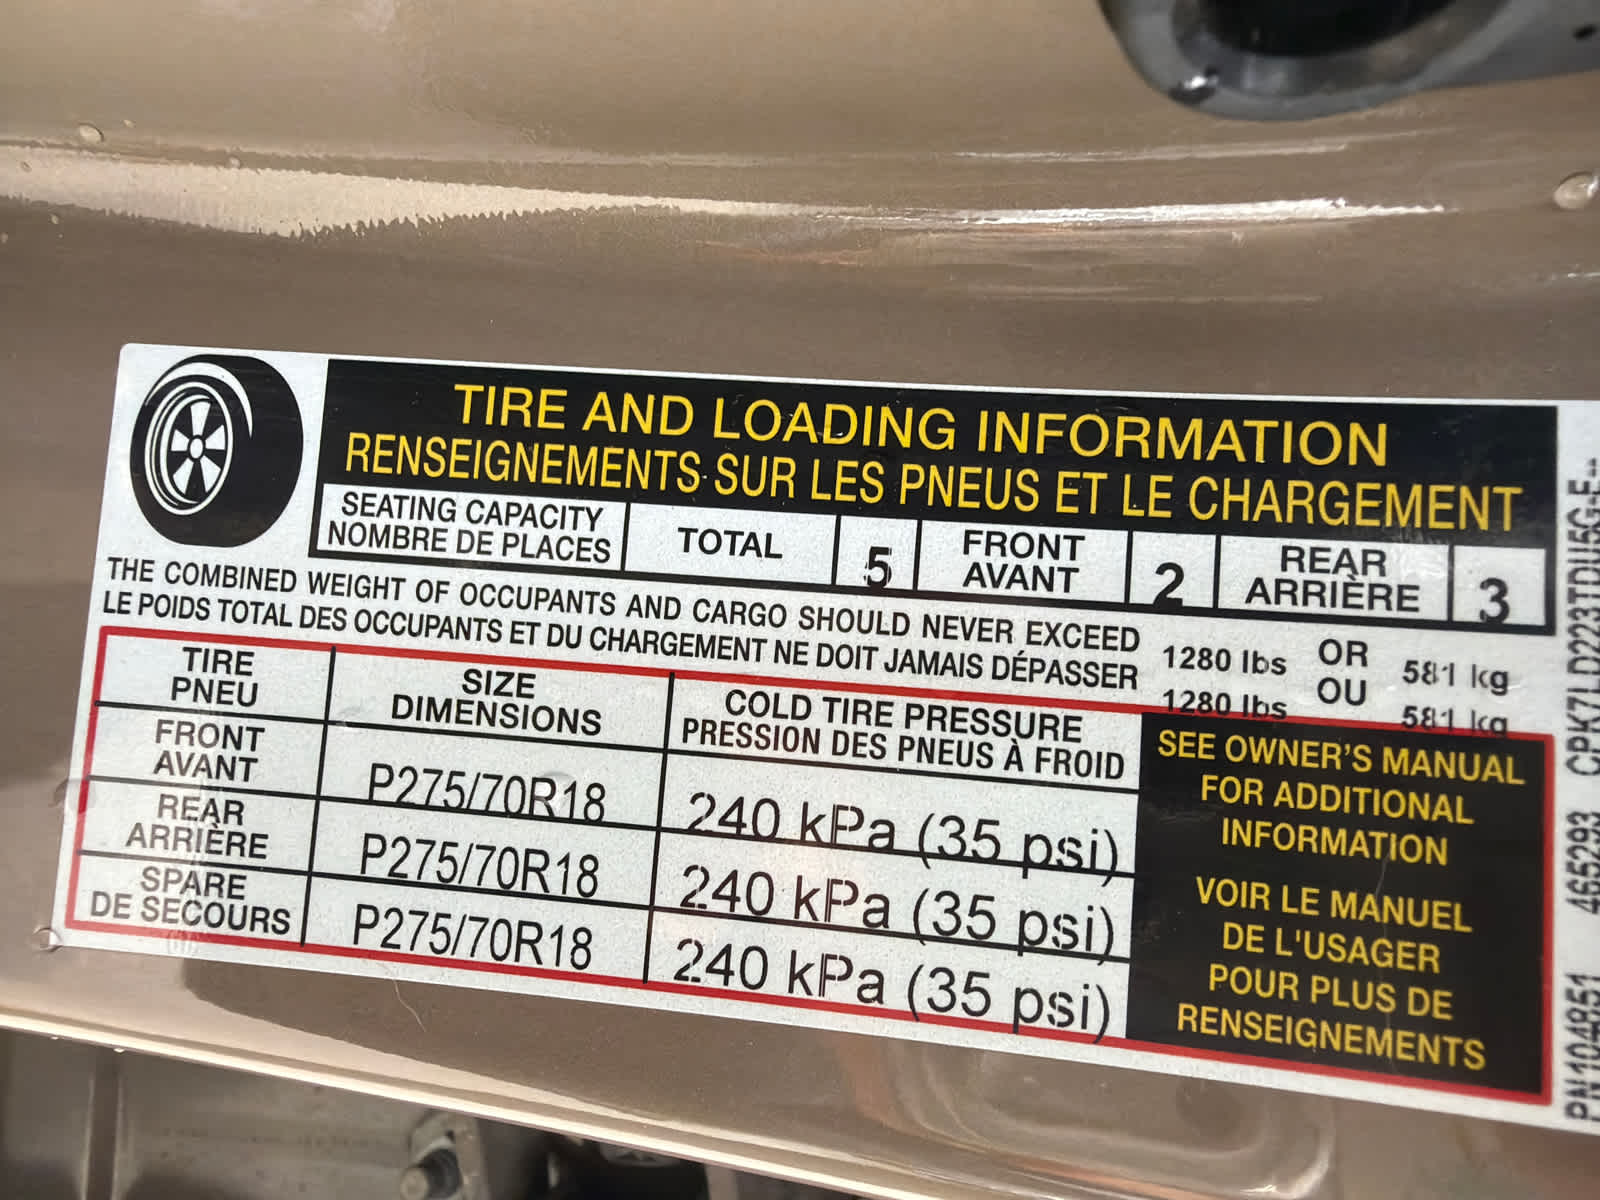 TIRE AND LOADING INFORMATION
RENSEIGNEMENTS SUR LES PNEUS ET LE CHARGEMENT
SEATING CAPACITY
NOMBRE DE PLACES
TOTAL
5
FRONT
AVANT
2
REAR
ARRIÈRE
3
THE COMBINED WEIGHT OF OCCUPANTS AND CARGO SHOULD NEVER EXCEED 1280 lbs OR 581 kg
LE POIDS TOTAL DES OCCUPANTS ET DU CHARGEMENT NE DOIT JAMAIS DÉPASSER 1280 lbs OU 581 kg
TIRE
PNEU
SIZE
DIMENSIONS
COLD TIRE PRESSURE
PRESSION DES PNEUS À FROID
FRONT
AVANT
P275/70R18
240 kPa (35 psi)
REAR
ARRIÈRE
P275/70R18
240 kPa (35 psi)
SPARE
DE SECOURS
P275/70R18
240 kPa (35 psi)
SEE OWNER'S MANUAL
FOR ADDITIONAL
INFORMATION
VOIR LE MANUEL
DE L'USAGER
POUR PLUS DE
RENSEIGNEMENTS